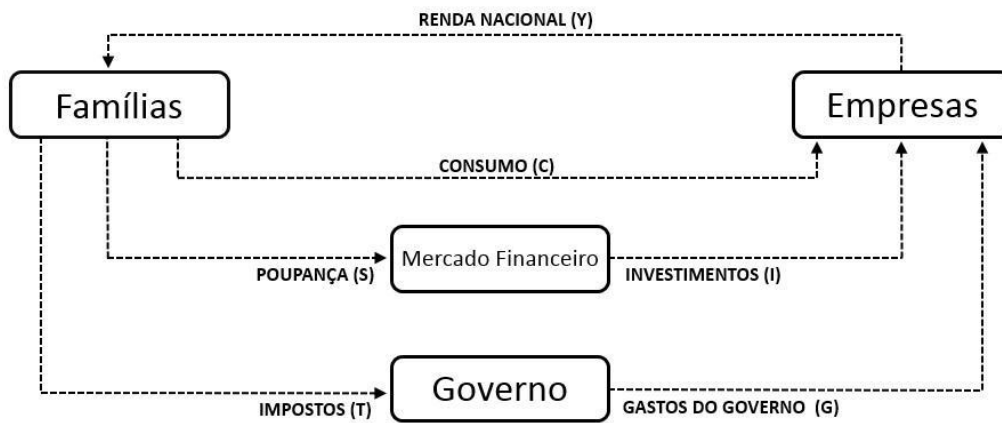 RENDA NACIONAL (Y)
Famílias
Empresas
CONSUMO (C)
Mercado Financeiro
POUPANÇA (S)
INVESTIMENTOS (I)
Governo
IMPOSTOS (T)
GASTOS DO GOVERNO (G)